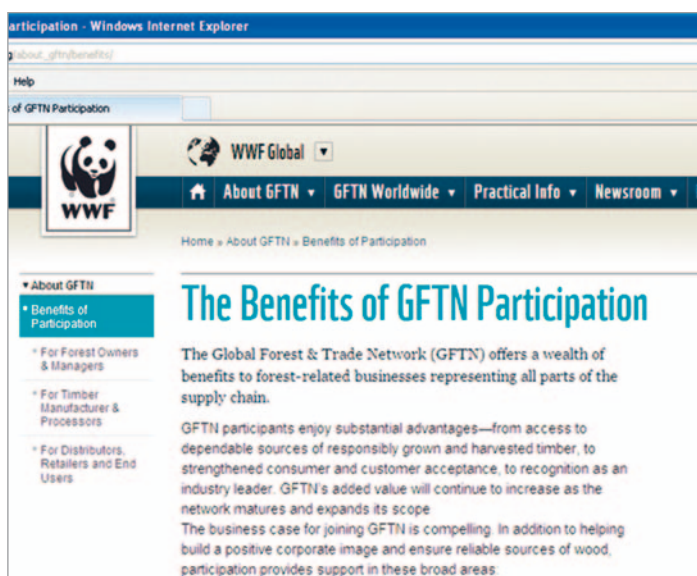 articipation - Windows Internet Explorer
g/about_gftn/benefits/
Help
of GFTN Participation
WWF Global
WWF
About GFTN
GFTN Worldwide
Practical Info
Newsroom
Home » About GFTN » Benefits of Participation
About GFTN
Benefits of
Participation
For Forest Owners
& Managers
For Timber
Manufacturer &
Processors
For Distributors,
Retailers and End
Users
The Benefits of GFTN Participation
The Global Forest & Trade Network (GFTN) offers a wealth of
benefits to forest-related businesses representing all parts of the
supply chain.
GFTN participants enjoy substantial advantages—from access to
dependable sources of responsibly grown and harvested timber, to
strengthened consumer and customer acceptance, to recognition as an
industry leader. GFTN's added value will continue to increase as the
network matures and expands its scope
The business case for joining GFTN is compelling. In addition to helping
build a positive corporate image and ensure reliable sources of wood,
participation provides support in these broad areas: